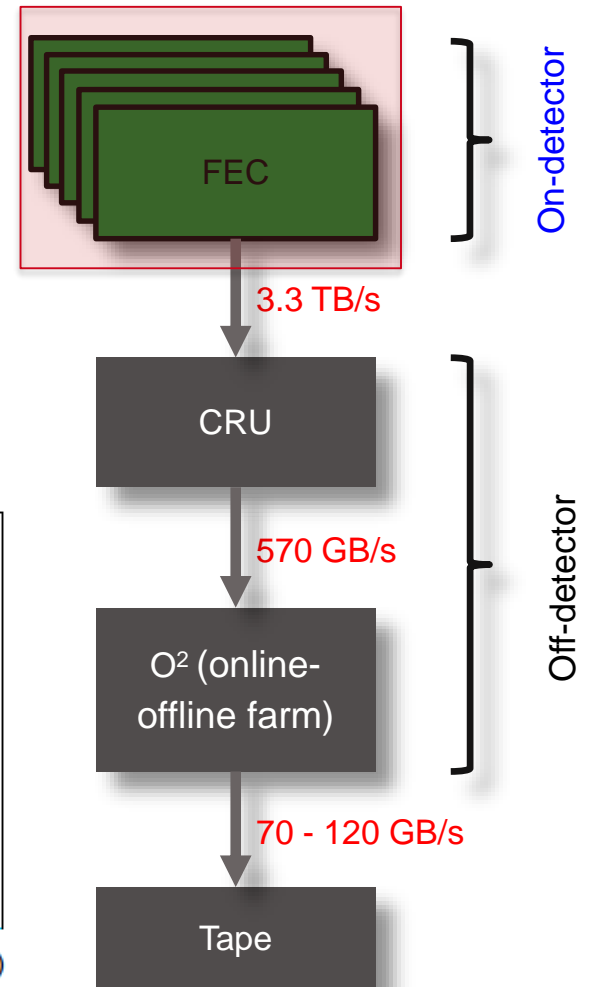 FEC
On-detector
3.3 TB/s
CRU
570 GB/s
O² (online-
offline farm)
Off-detector
70 - 120 GB/s
Tape